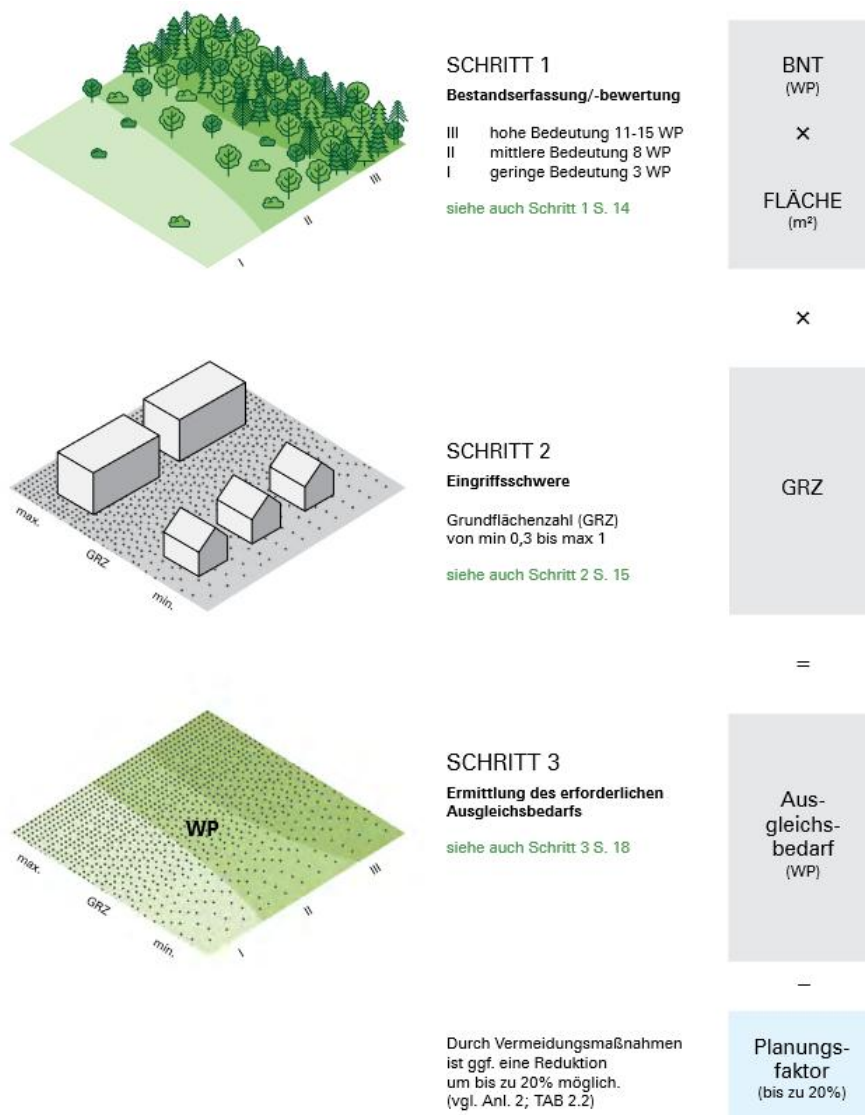 SCHRITT 1
Bestandserfassung/-bewertung
III hohe Bedeutung 11-15 WP
II mittlere Bedeutung 8 WP
I geringe Bedeutung 3 WP
siehe auch Schritt 1 S. 14
I
II
III
BNT
(WP)
×
FLÄCHE
(m²)
×
SCHRITT 2
Eingriffsschwere
Grundflächenzahl (GRZ)
von min 0,3 bis max 1
siehe auch Schritt 2 S. 15
max.
GRZ
min.
GRZ
=
SCHRITT 3
Ermittlung des erforderlichen
Ausgleichsbedarfs
siehe auch Schritt 3 S. 18
WP
max.
GRZ
min.
I
II
III
Aus-
gleichs-
bedarf
(WP)
–
Durch Vermeidungsmaßnahmen
ist ggf. eine Reduktion
um bis zu 20% möglich.
(vgl. Anl. 2; TAB 2.2)
Planungs-
faktor
(bis zu 20%)